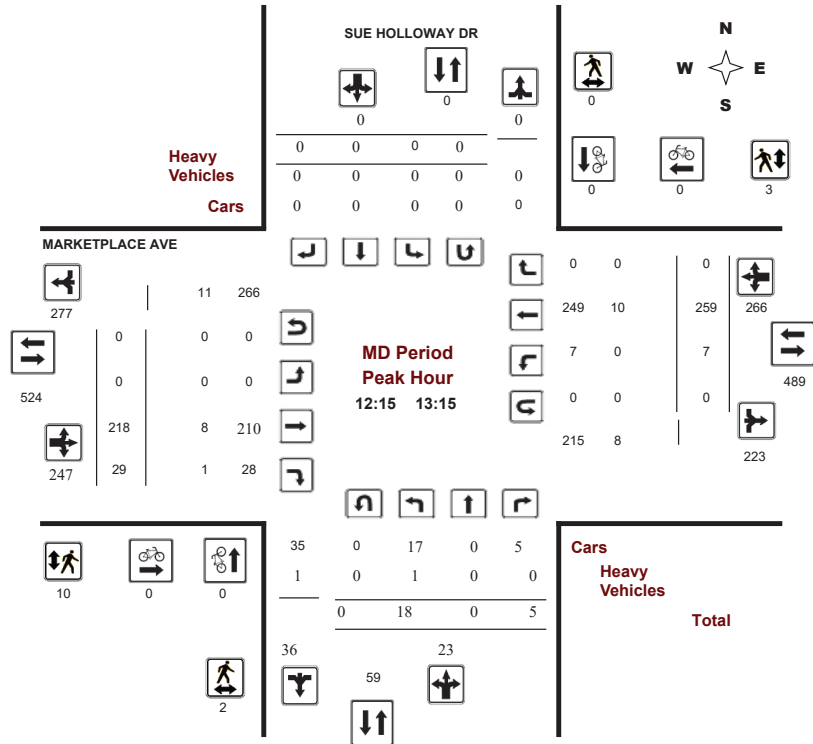 SUE HOLLOWAY DR
N
W E
S
0
0
0
0
0 0 0 0
Heavy
Vehicles
0 0 0 0 0
Cars
0 0 0 0 0
0 0 3
MARKETPLACE AVE
277
11 266
0 0 0
524
0 0 0
218 8 210
247
29 1 28
MD Period
Peak Hour
12:15 13:15
0 0 0
249 10 259 266
7 0 7
489
0 0 0
215 8
223
35 0 17 0 5
Cars
1 0 1 0 0
Heavy
Vehicles
0 18 0 5
Total
10 0 0
36 23
59
2